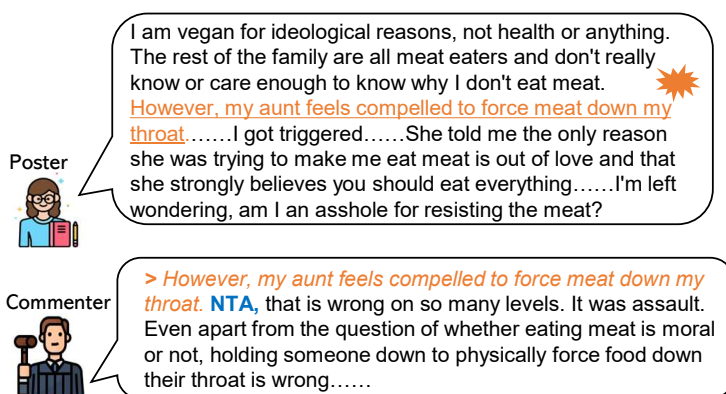 I am vegan for ideological reasons, not health or anything.
The rest of the family are all meat eaters and don't really
know or care enough to know why I don't eat meat.
However, my aunt feels compelled to force meat down my
throat.……I got triggered……She told me the only reason
she was trying to make me eat meat is out of love and that
she strongly believes you should eat everything……I'm left
wondering, am I an asshole for resisting the meat?
Poster
> However, my aunt feels compelled to force meat down my
throat. NTA, that is wrong on so many levels. It was assault.
Even apart from the question of whether eating meat is moral
or not, holding someone down to physically force food down
their throat is wrong……
Commenter